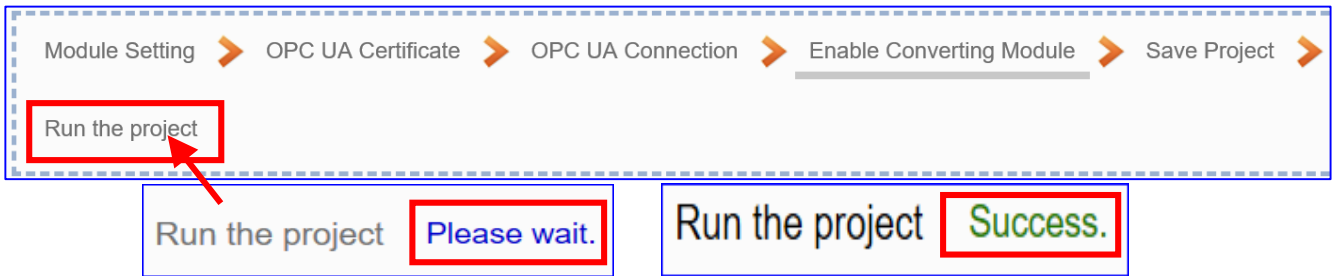 Module Setting OPC UA Certificate OPC UA Connection Enable Converting Module Save Project
Run the project
Run the project Please wait.
Run the project Success.